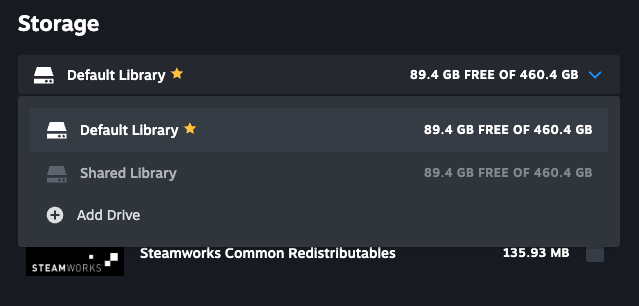 Storage
Default Library 89.4 GB FREE OF 460.4 GB
Default Library 89.4 GB FREE OF 460.4 GB
Shared Library 89.4 GB FREE OF 460.4 GB
Add Drive
STEAMWORKS Steamworks Common Redistributables 135.93 MB